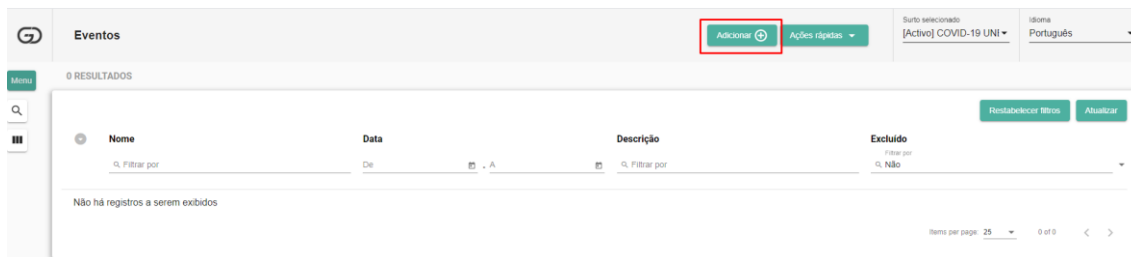 Eventos
Adicionar
Ações rápidas
Surto selecionado
[Activo] COVID-19 UNI
Idioma
Português
Menu
0 RESULTADOS
Restabelecer filtros
Atualizar
Nome
Data
Descrição
Excluído
Filtrar por
De
- A
Filtrar por
Filtrar por
Não
Não há registros a serem exibidos
Items per page: 25
0 of 0